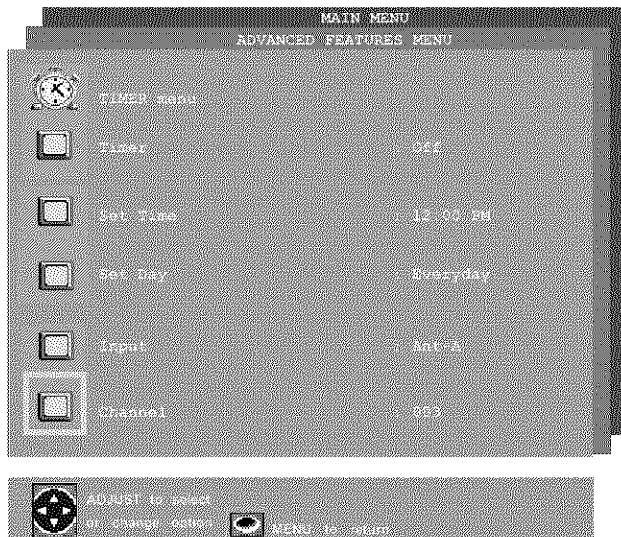 MAIN MENU
ADVANCED FEATURES MENU
TIMER menu
Timer Off
Set Time 12 00 PM
Set Day Everyday
Input Ant-A
Channel 003
ADJUST to select
or change option MENU to return